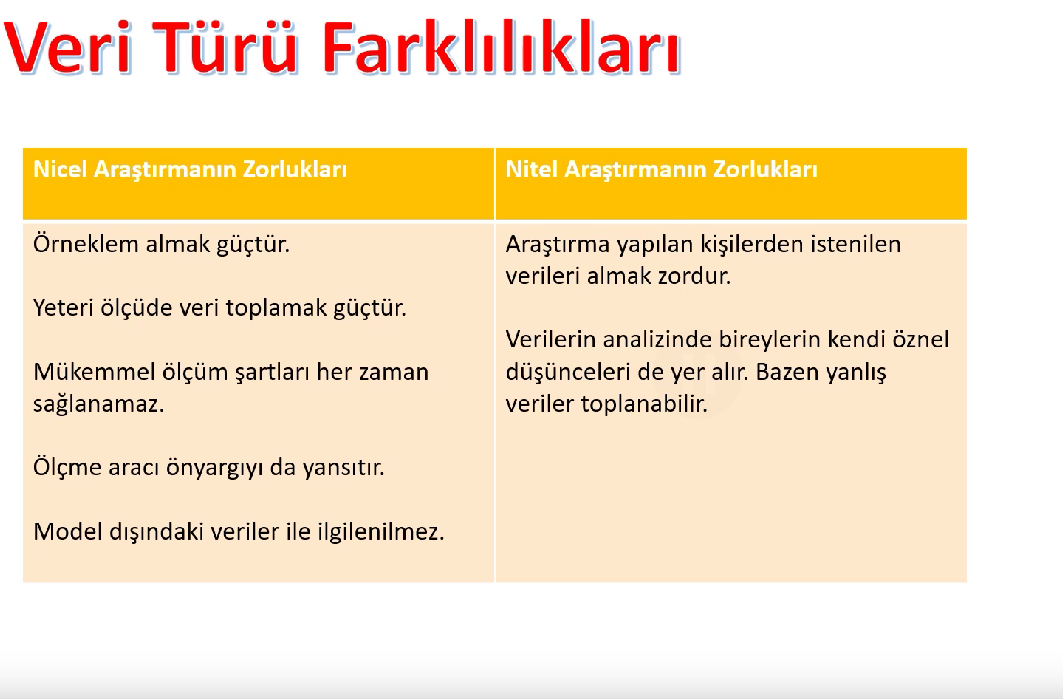 Veri Türü Farklılıkları
Nicel Araştırmanın Zorlukları
Örneklem almak güçtür.
Yeteri ölçüde veri toplamak güçtür.
Mükemmel ölçüm şartları her zaman
sağlanamaz.
Ölçme aracı önyargıyı da yansıtır.
Model dışındaki veriler ile ilgilenilmez.
Nitel Araştırmanın Zorlukları
Araştırma yapılan kişilerden istenilen
verileri almak zordur.
Verilerin analizinde bireylerin kendi öznel
düşünceleri de yer alır. Bazen yanlış
veriler toplanabilir.